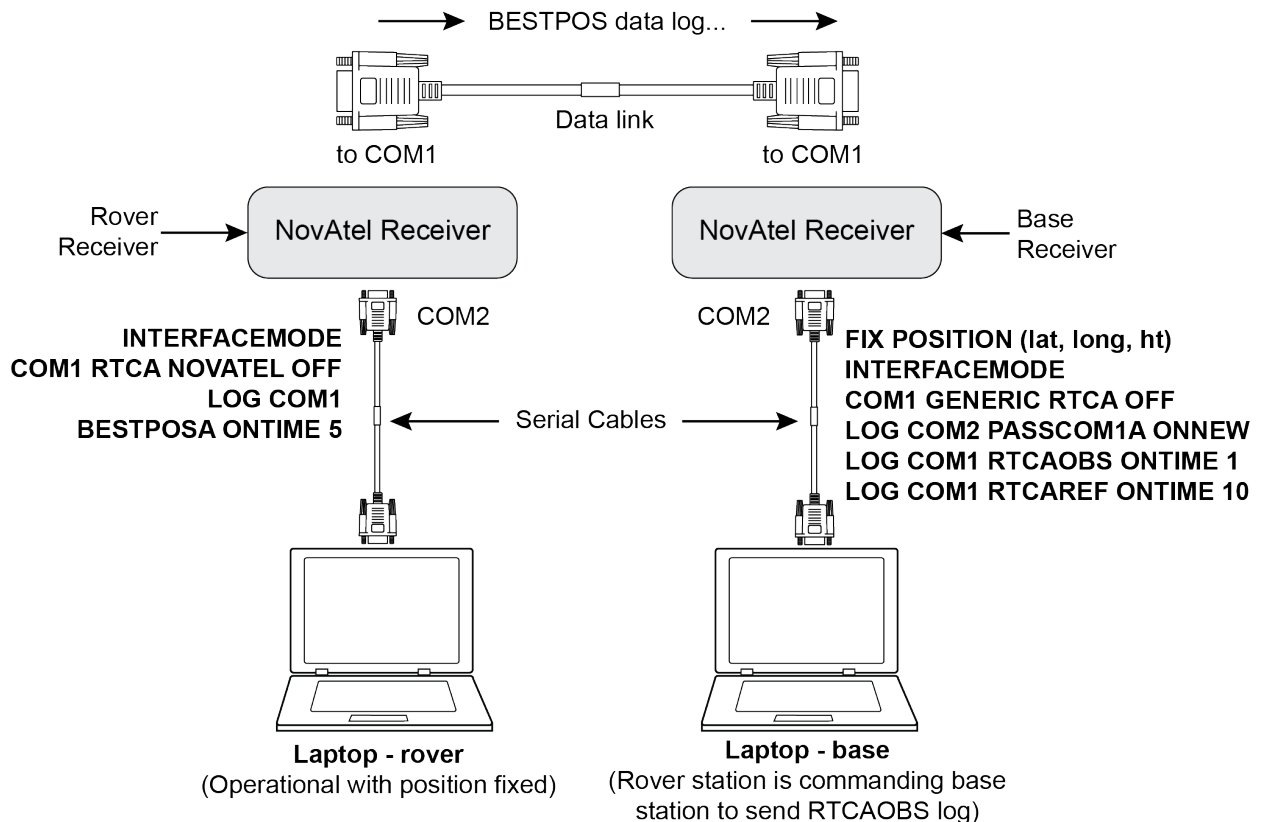 BESTPOS data log...
Data link
to COM1
to COM1
Rover
Receiver
NovAtel Receiver
NovAtel Receiver
Base
Receiver
COM2
COM2
INTERFACEMODE
COM1 RTCA NOVATEL OFF
LOG COM1
BESTPOSA ONTIME 5
Serial Cables
FIX POSITION (lat, long, ht)
INTERFACEMODE
COM1 GENERIC RTCA OFF
LOG COM2 PASSCOM1A ONNEW
LOG COM1 RTCAOBS ONTIME 1
LOG COM1 RTCAREF ONTIME 10
Laptop - rover
(Operational with position fixed)
Laptop - base
(Rover station is commanding base
station to send RTCAOBS log)